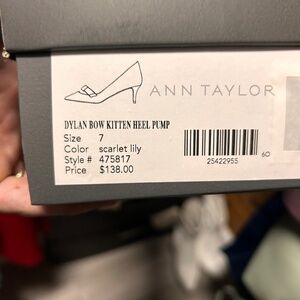 ANN TAYLOR
DYLAN BOW KITTEN HEEL PUMP
Size 7
Color scarlet lily
Style # 475817
Price $138.00
25422955
60